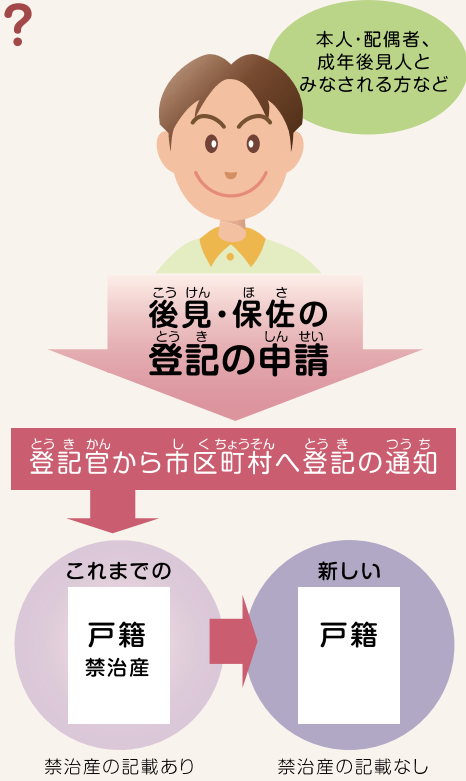 ?
本人・配偶者、
成年後見人と
みなされる方など
こうけん ほさ
後見・保佐の
とうき しんせい
登記の申請
とうきかん しくちょうそん とうき つうち
登記官から市区町村へ登記の通知
これまでの
戸籍
禁治産
禁治産の記載あり
新しい
戸籍
禁治産の記載なし